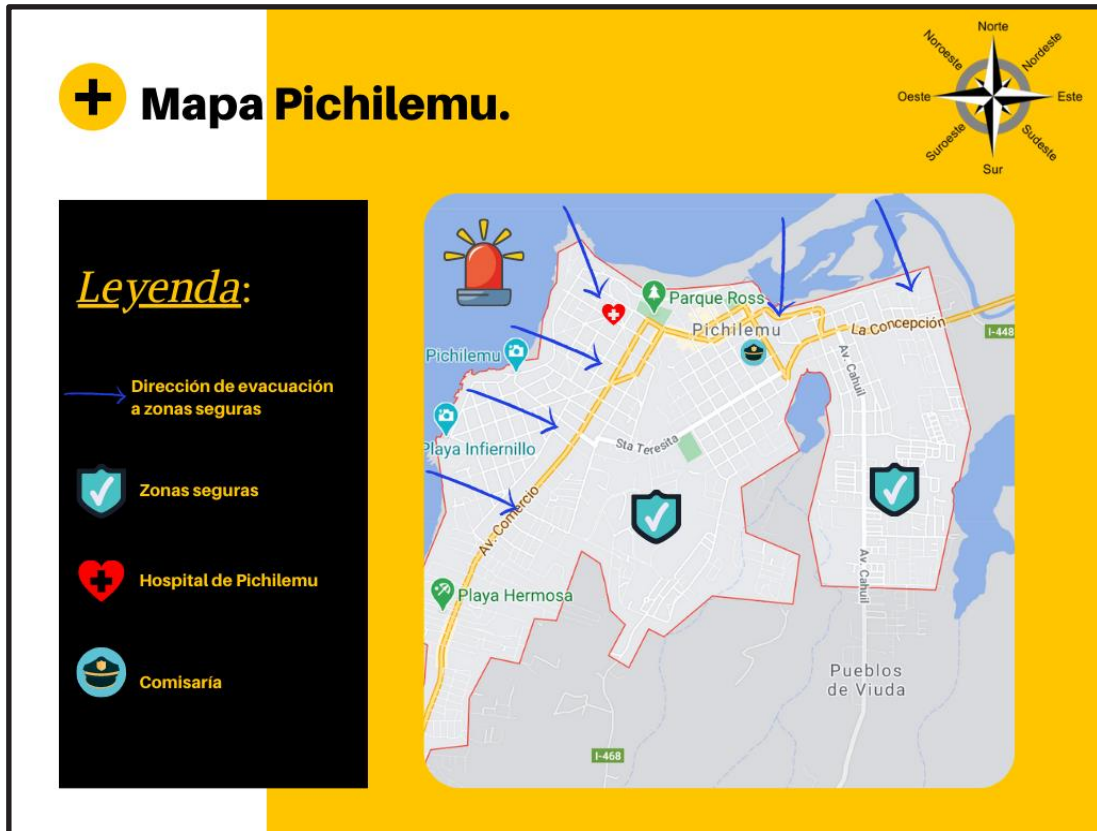 Mapa Pichilemu.
Norte
Nordeste
Este
Sudeste
Sur
Suroeste
Oeste
Noroeste
Leyenda:
Dirección de evacuación
a zonas seguras
Zonas seguras
Hospital de Pichilemu
Comisaría
Parque Ross
Pichilemu
La Concepción
I-448
Pichilemu
Av. Cahuil
Playa Infiernillo
Sta Teresita
Av. Comercio
Av. Cahuil
Playa Hermosa
Pueblos
de Viuda
I-468